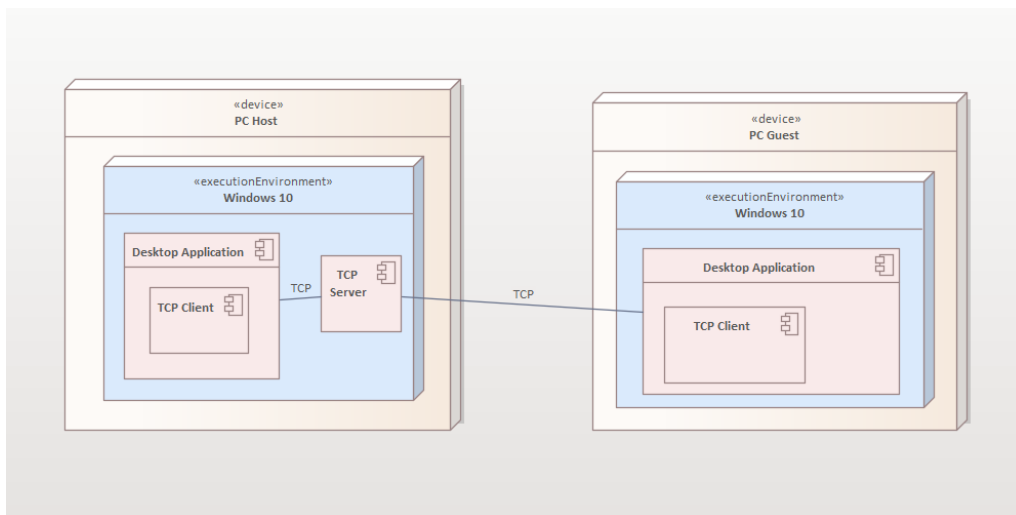 «device»
PC Host
«executionEnvironment»
Windows 10
Desktop Application
TCP Client
TCP
TCP
Server
TCP
«device»
PC Guest
«executionEnvironment»
Windows 10
Desktop Application
TCP Client